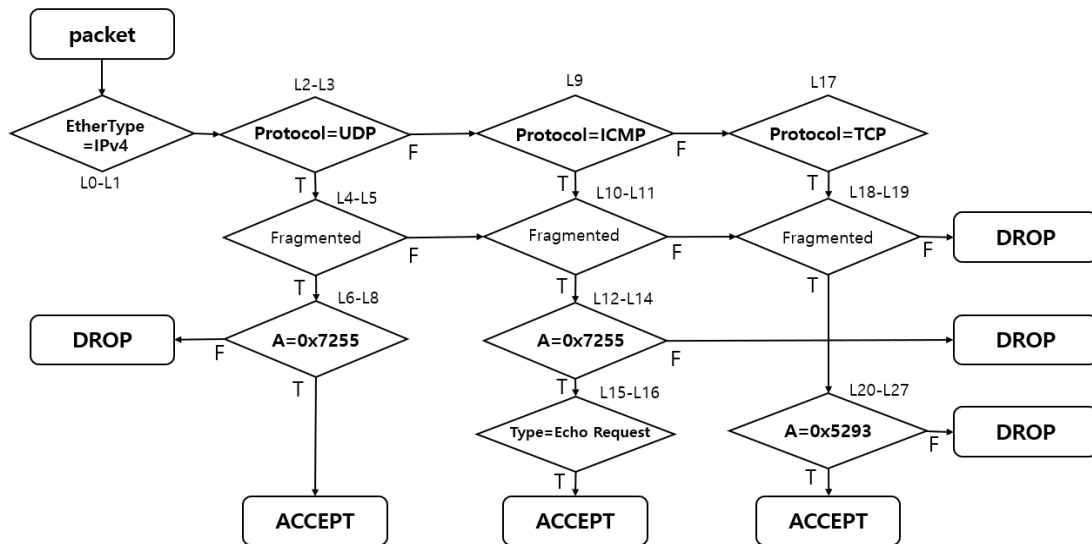 packet
L2-L3
L9
L17
EtherType
=IPv4
Protocol=UDP
F
Protocol=ICMP
F
Protocol=TCP
L0-L1
T
T
T
L4-L5
L10-L11
L18-L19
Fragmented
F
Fragmented
F
Fragmented
F
DROP
T
T
T
L6-L8
L12-L14
DROP
F
A=0x7255
A=0x7255
F
DROP
T
T
L15-L16
L20-L27
Type=Echo Request
A=0x5293
F
DROP
T
T
ACCEPT
ACCEPT
ACCEPT